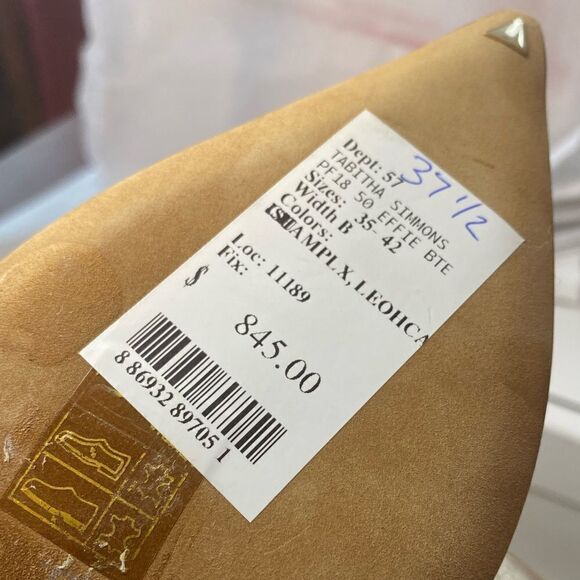 37 1/2
Dept: 57
TABITHA SIMMONS
PF18 50 EFFIE BTE
Sizes: 35-42
Width B
Colors:
STAMPLX, LEOHCA
Loc: 11189
Fix:
$ 845.00
8 86932 89705 1